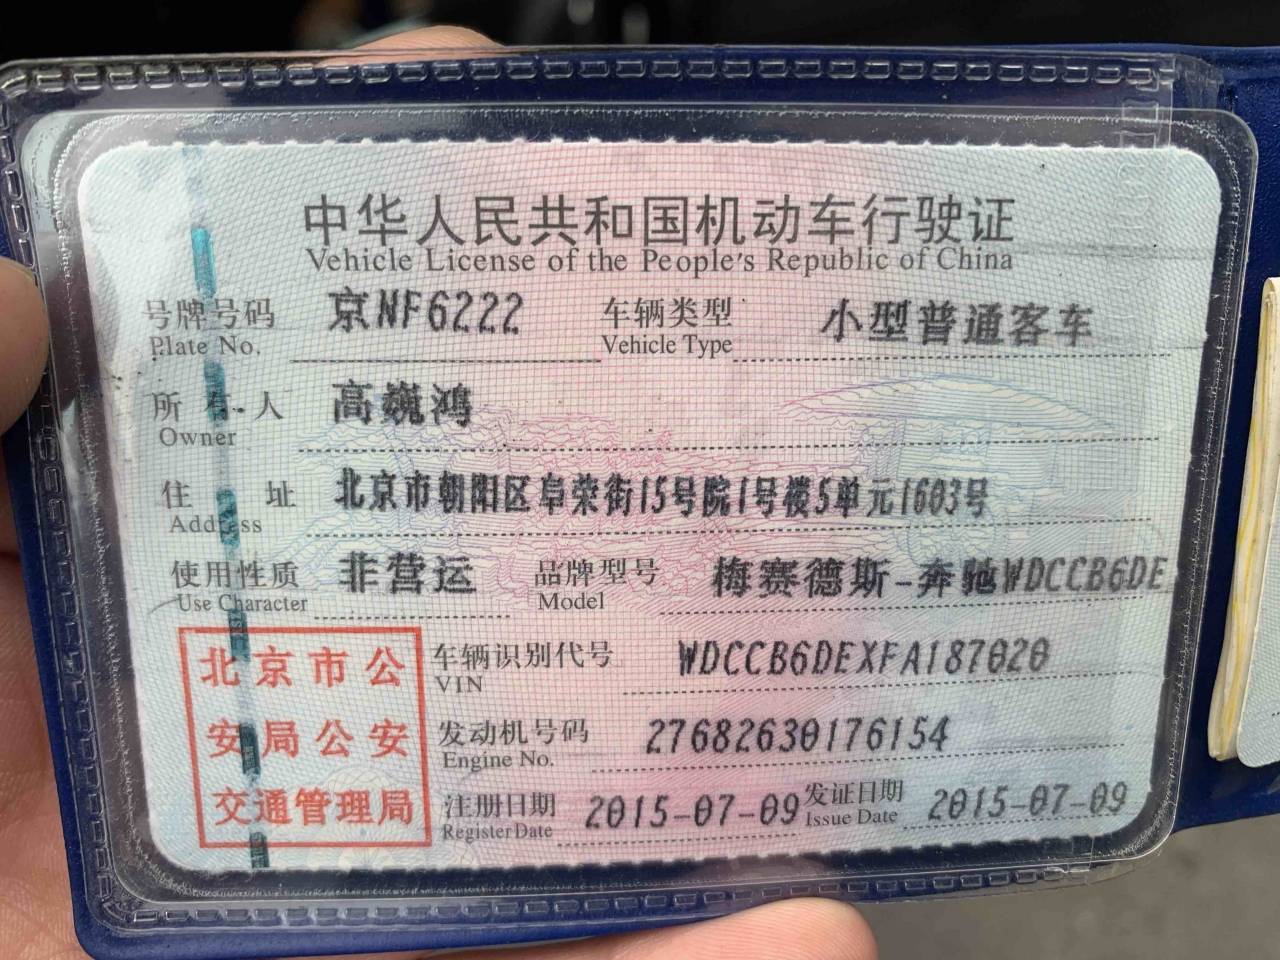 中华人民共和国机动车行驶证
Vehicle License of the People's Republic of China
号牌号码 京NF6222 车辆类型 小型普通客车
Plate No. Vehicle Type
所有人 高巍鸿
Owner
住址 北京市朝阳区阜荣街15号院1号楼5单元1603号
Address
使用性质 非营运 品牌型号 梅赛德斯-奔驰WDCCB6DE
Use Character Model
北京市公
安局公安
交通管理局
车辆识别代号 WDCCB6DEXFA187020
VIN
发动机号码 27682630176154
Engine No.
注册日期 2015-07-09 发证日期 2015-07-09
Register Date Issue Date